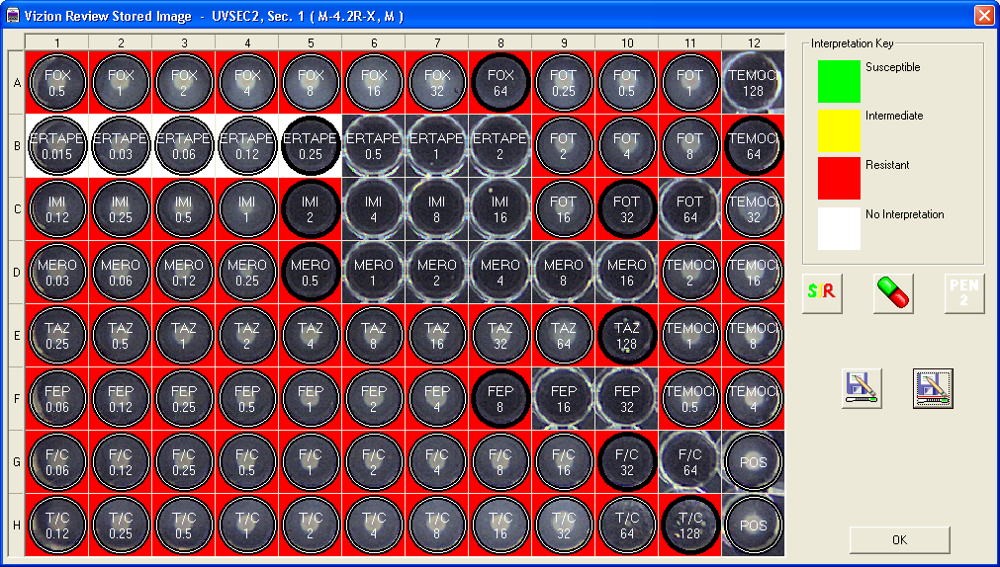 Vizion Review Stored Image - UVSEC2, Sec. 1 ( M-4.2R-X, M )
1 2 3 4 5 6 7 8 9 10 11 12
A
FOX FOX FOX FOX FOX FOX FOX FOX FOT FOT FOT TEMOCI
0.5 1 2 4 8 16 32 64 0.25 0.5 1 128
B
ERTAPE ERTAPE ERTAPE ERTAPE ERTAPE ERTAPE ERTAPE ERTAPE FOT FOT FOT TEMOCI
0.015 0.03 0.06 0.12 0.25 0.5 1 2 2 4 8 64
C
IMI IMI IMI IMI IMI IMI IMI IMI FOT FOT FOT TEMOCI
0.12 0.25 0.5 1 2 4 8 16 16 32 64 32
D
MERO MERO MERO MERO MERO MERO MERO MERO MERO MERO TEMOCI TEMOCI
0.03 0.06 0.12 0.25 0.5 1 2 4 8 16 2 16
E
TAZ TAZ TAZ TAZ TAZ TAZ TAZ TAZ TAZ TAZ TEMOCI TEMOCI
0.25 0.5 1 2 4 8 16 32 64 128 1 8
F
FEP FEP FEP FEP FEP FEP FEP FEP FEP FEP TEMOCI TEMOCI
0.06 0.12 0.25 0.5 1 2 4 8 16 32 0.5 4
G
F/C F/C F/C F/C F/C F/C F/C F/C F/C F/C F/C POS
0.06 0.12 0.25 0.5 1 2 4 8 16 32 64
H
T/C T/C T/C T/C T/C T/C T/C T/C T/C T/C T/C POS
0.12 0.25 0.5 1 2 4 8 16 32 64 128
Interpretation Key
Susceptible
Intermediate
Resistant
No Interpretation
SIR
PEN
2
OK